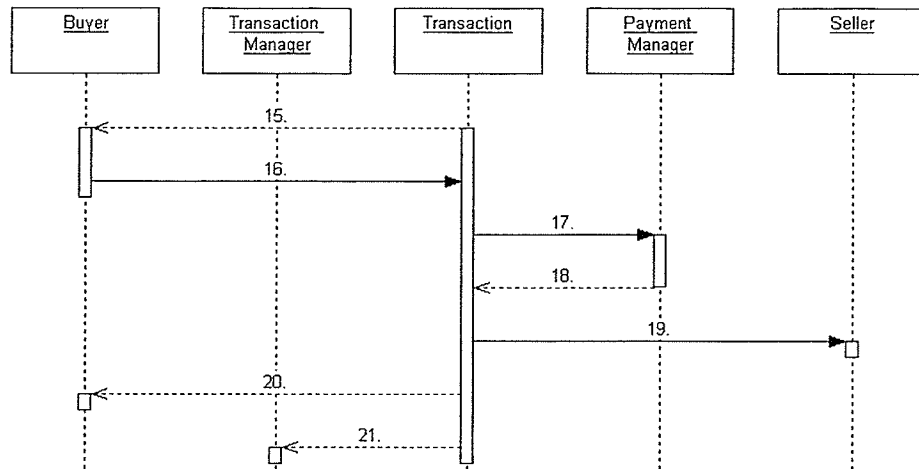 Buyer
Transaction
Manager
Transaction
Payment
Manager
Seller
15.
16.
17.
18.
19.
20.
21.